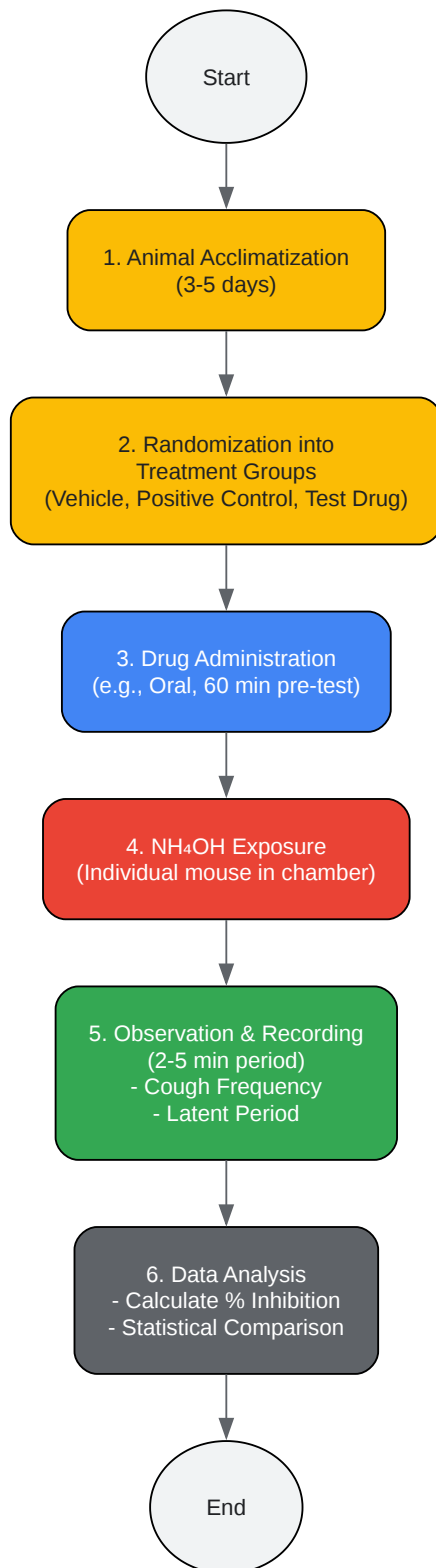 Start
1. Animal Acclimatization
(3-5 days)
2. Randomization into
Treatment Groups
(Vehicle, Positive Control, Test Drug)
3. Drug Administration
(e.g., Oral, 60 min pre-test)
4. NH₄OH Exposure
(Individual mouse in chamber)
5. Observation & Recording
(2-5 min period)
- Cough Frequency
- Latent Period
6. Data Analysis
- Calculate % Inhibition
- Statistical Comparison
End